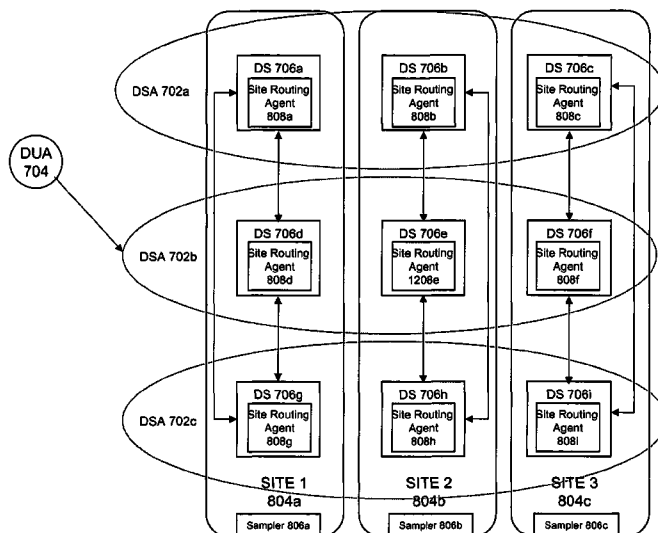 DS 706a
Site Routing
Agent
808a
DS 706b
Site Routing
Agent
808b
DS 706c
Site Routing
Agent
808c
DSA 702a
DUA
704
DS 706d
Site Routing
Agent
808d
DS 706e
Site Routing
Agent
1208e
DS 706f
Site Routing
Agent
808f
DSA 702b
DS 706g
Site Routing
Agent
808g
DS 706h
Site Routing
Agent
808h
DS 706i
Site Routing
Agent
808i
DSA 702c
SITE 1
804a
SITE 2
804b
SITE 3
804c
Sampler 806a
Sampler 806b
Sampler 806c